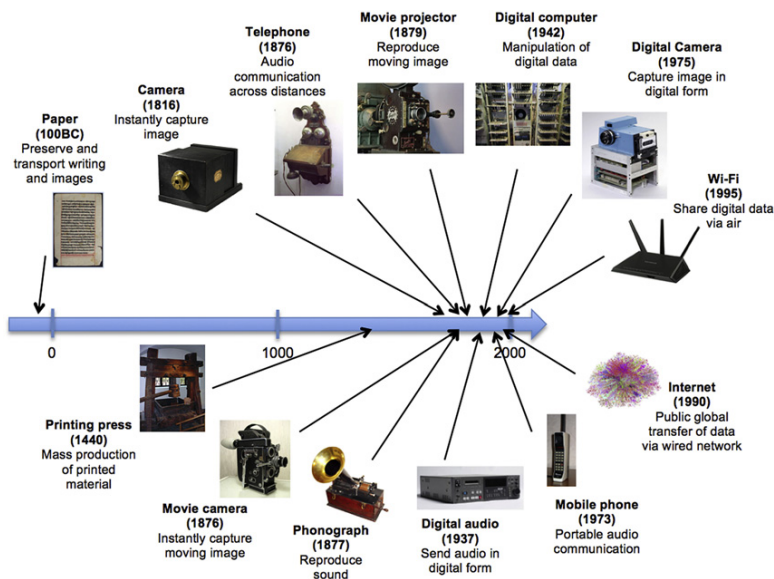 Paper
(100BC)
Preserve and
transport writing
and images
Camera
(1816)
Instantly capture
image
Telephone
(1876)
Audio
communication
across distances
Movie projector
(1879)
Reproduce
moving image
Digital computer
(1942)
Manipulation of
digital data
Digital Camera
(1975)
Capture image in
digital form
Wi-Fi
(1995)
Share digital data
via air
0
1000
2000
Printing press
(1440)
Mass production
of printed
material
Movie camera
(1876)
Instantly capture
moving image
Phonograph
(1877)
Reproduce
sound
Digital audio
(1937)
Send audio in
digital form
Mobile phone
(1973)
Portable audio
communication
Internet
(1990)
Public global
transfer of data
via wired network